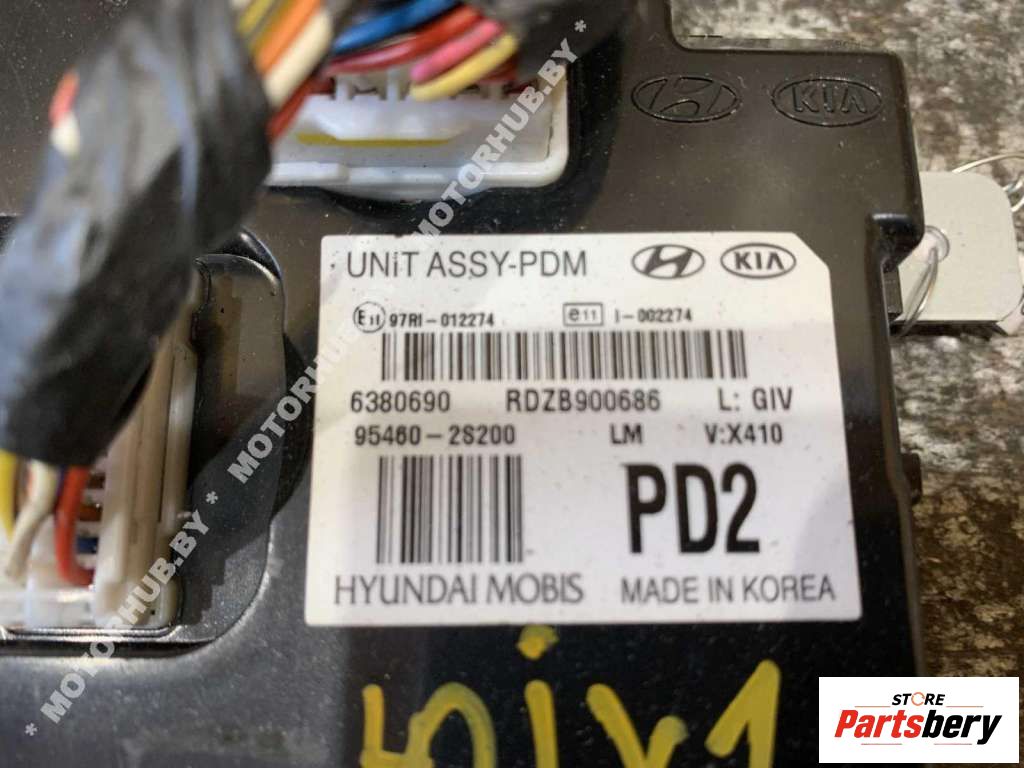 KIA
UNiT ASSY-PDM KIA
E11 97RI-012274 e11 I-002274
6380690 RDZB900686 L: GIV
95460-2S200 LM V:X410
PD2
HYUNDAI MOBIS MADE IN KOREA
ix
* MOTORHUB.BY *
* MOTORHUB.BY *
MOTORHUB.BY *
STORE
Partsbery